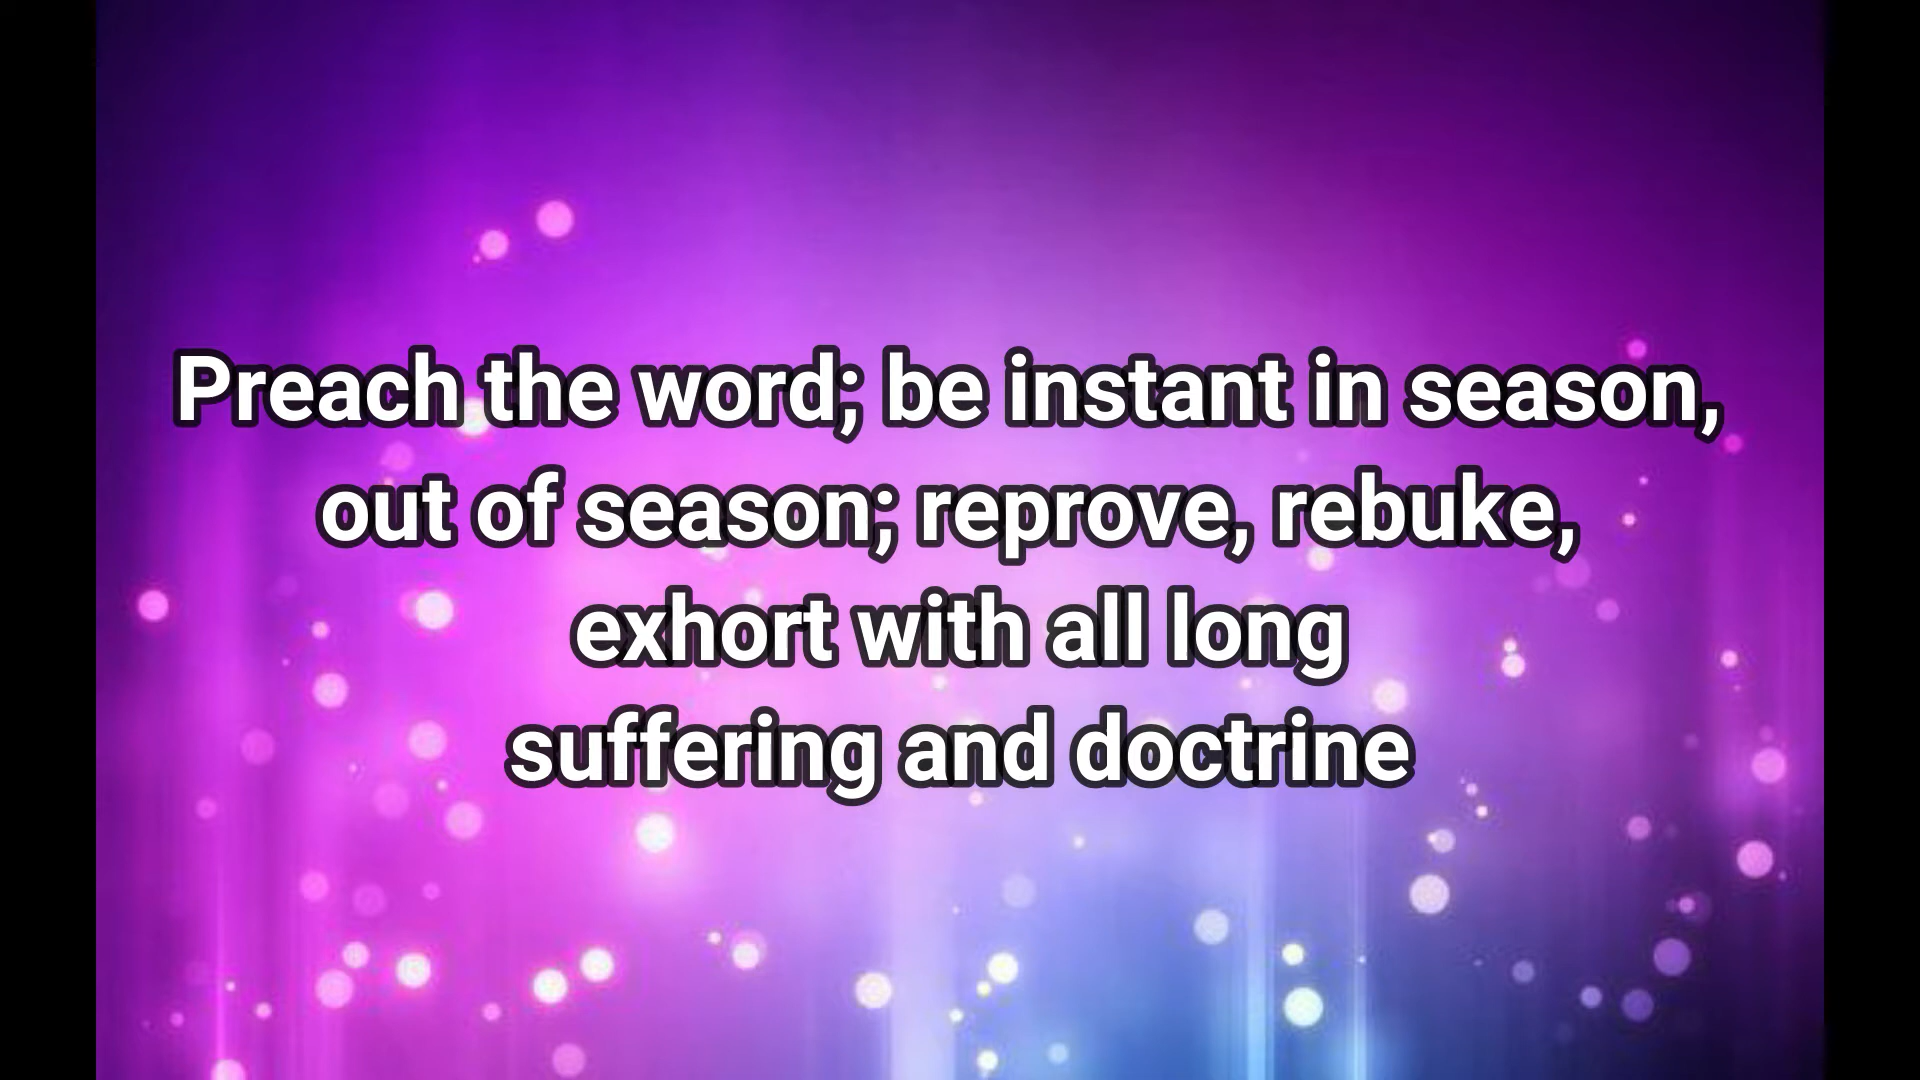 Preach the word; be instant in season,
out of season; reprove, rebuke,
exhort with all long
suffering and doctrine